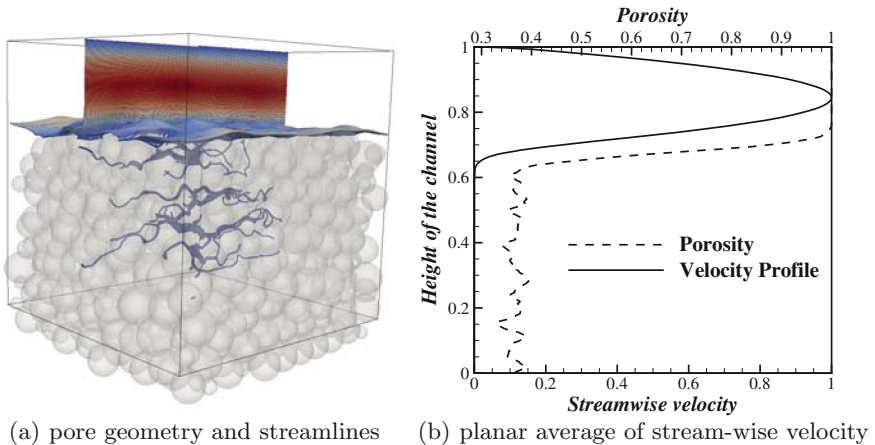 Porosity
0.3 0.4 0.5 0.6 0.7 0.8 0.9 1
1
0.8
0.6
0.4
0.2
0
Height of the channel
Porosity
Velocity Profile
0 0.2 0.4 0.6 0.8 1
Streamwise velocity
(a) pore geometry and streamlines
(b) planar average of stream-wise velocity